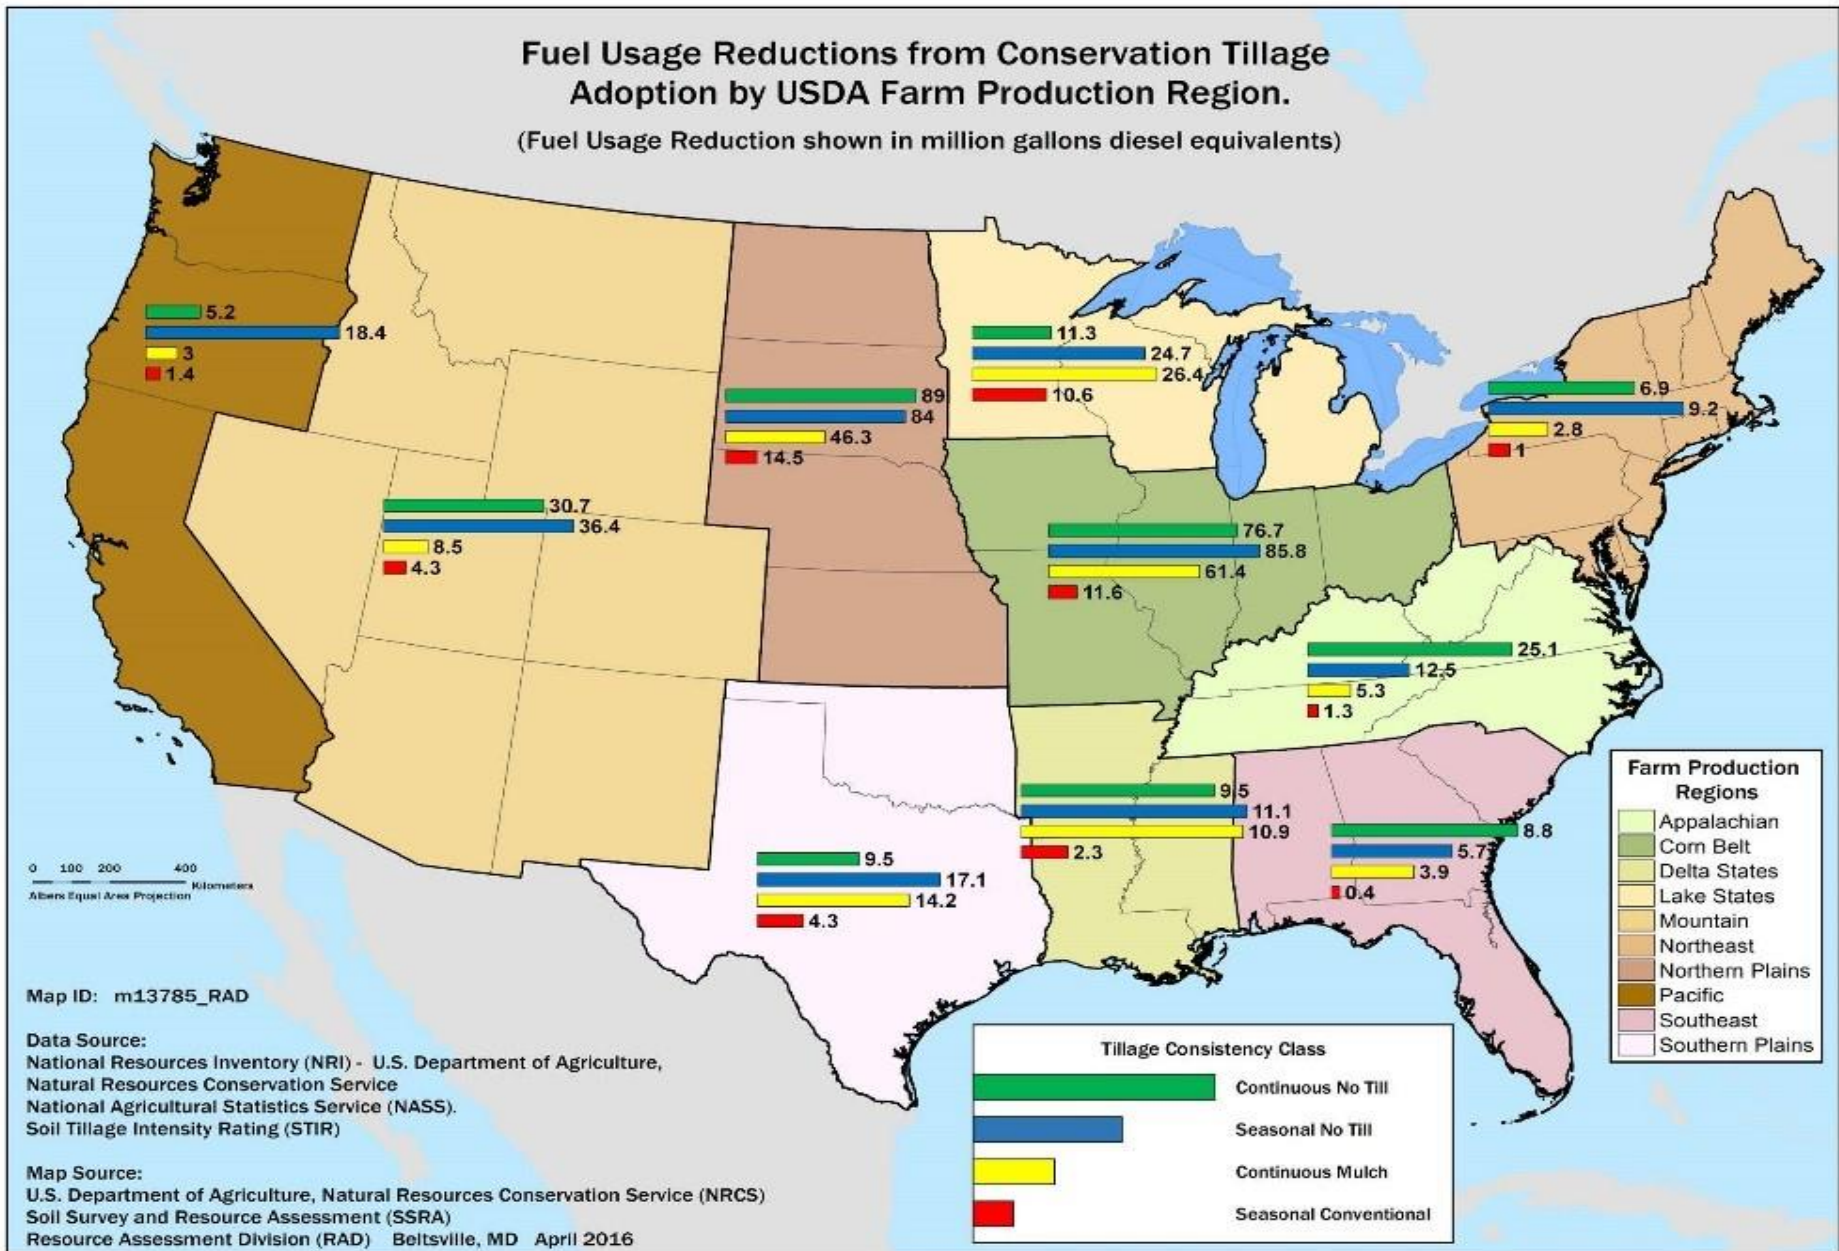 Fuel Usage Reductions from Conservation Tillage
Adoption by USDA Farm Production Region.
(Fuel Usage Reduction shown in million gallons diesel equivalents)
5.2
18.4
3
1.4
30.7
36.4
8.5
4.3
89
84
46.3
14.5
11.3
24.7
26.4
10.6
6.9
9.2
2.8
1
76.7
85.8
61.4
11.6
25.1
12.5
5.3
1.3
9.5
11.1
10.9
2.3
8.8
5.7
3.9
0.4
9.5
17.1
14.2
4.3
0 100 200 400
Kilometers
Albers Equal Area Projection
Farm Production
Regions
Appalachian
Corn Belt
Delta States
Lake States
Mountain
Northeast
Northern Plains
Pacific
Southeast
Southern Plains
Map ID: m13785_RAD
Data Source:
National Resources Inventory (NRI) - U.S. Department of Agriculture,
Natural Resources Conservation Service
National Agricultural Statistics Service (NASS).
Soil Tillage Intensity Rating (STIR)
Map Source:
U.S. Department of Agriculture, Natural Resources Conservation Service (NRCS)
Soil Survey and Resource Assessment (SSRA)
Resource Assessment Division (RAD) Beltsville, MD April 2016
Tillage Consistency Class
Continuous No Till
Seasonal No Till
Continuous Mulch
Seasonal Conventional